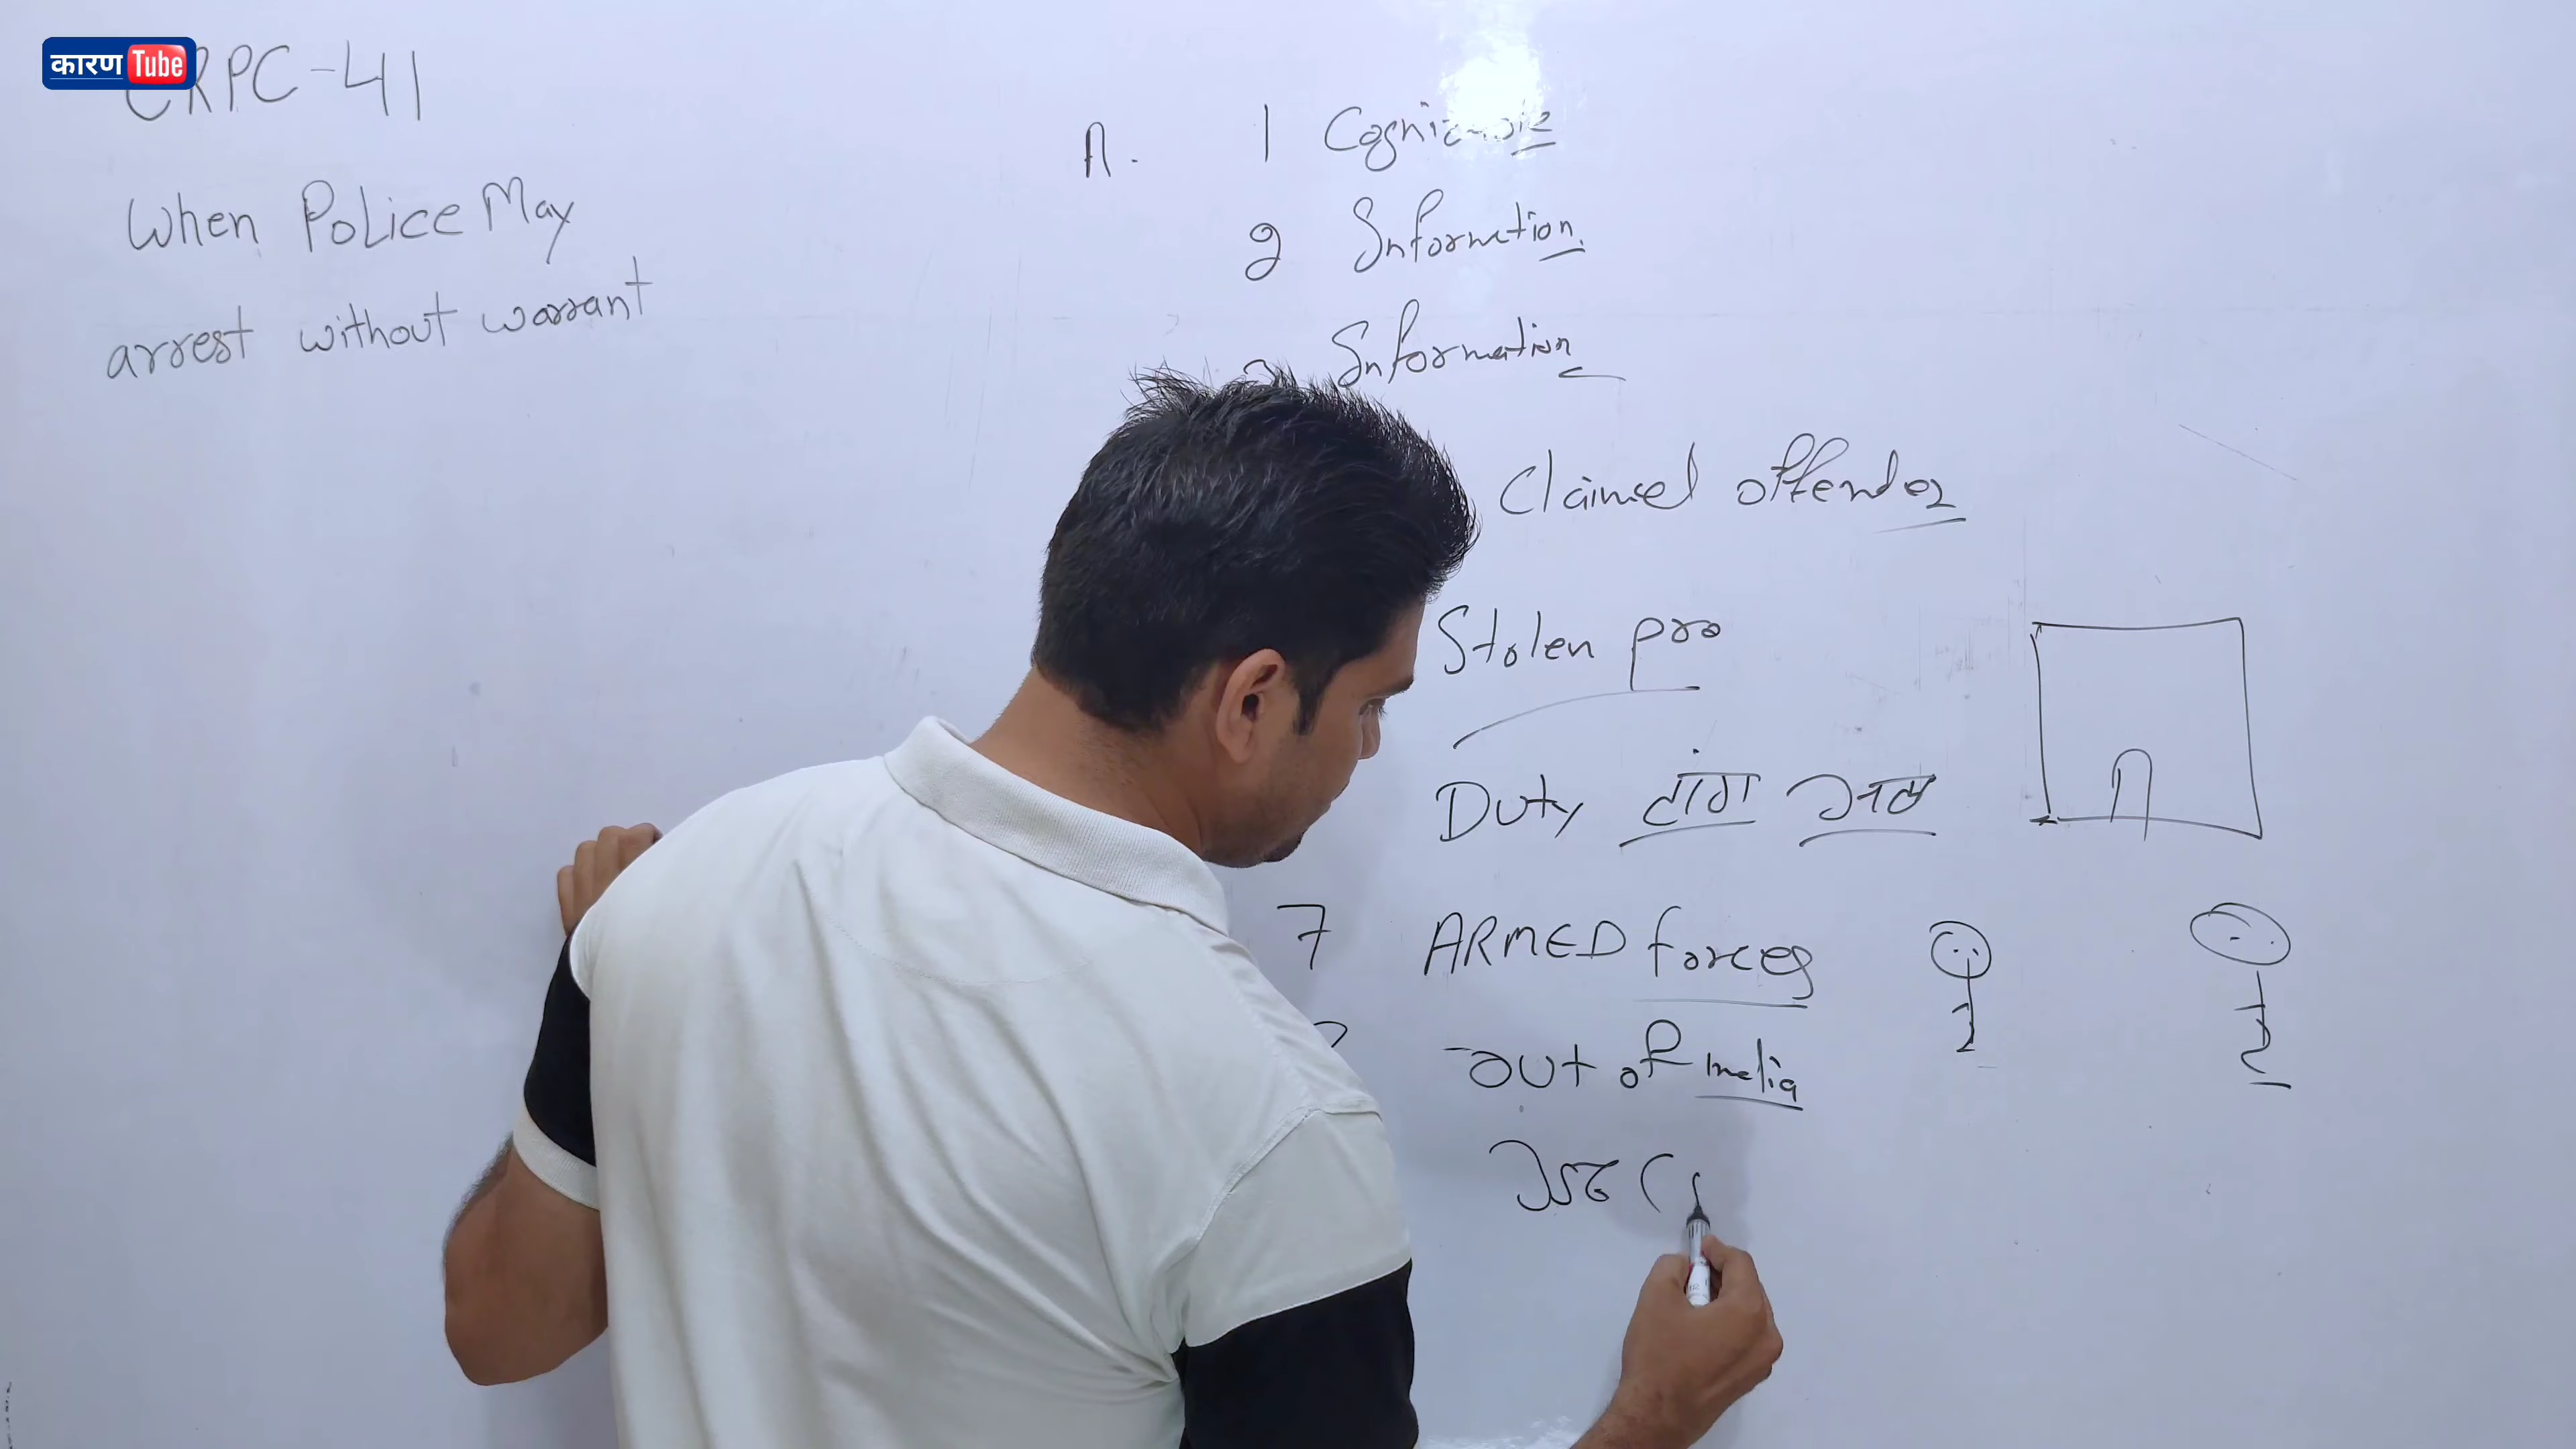 कारण Tube
CRPC-41
When Police May
arrest without warrant
A.
1 Cognizable
2 Information
Information
Claimed offender
Stolen pro
Duty
7 ARMED forces
out of India
356 (